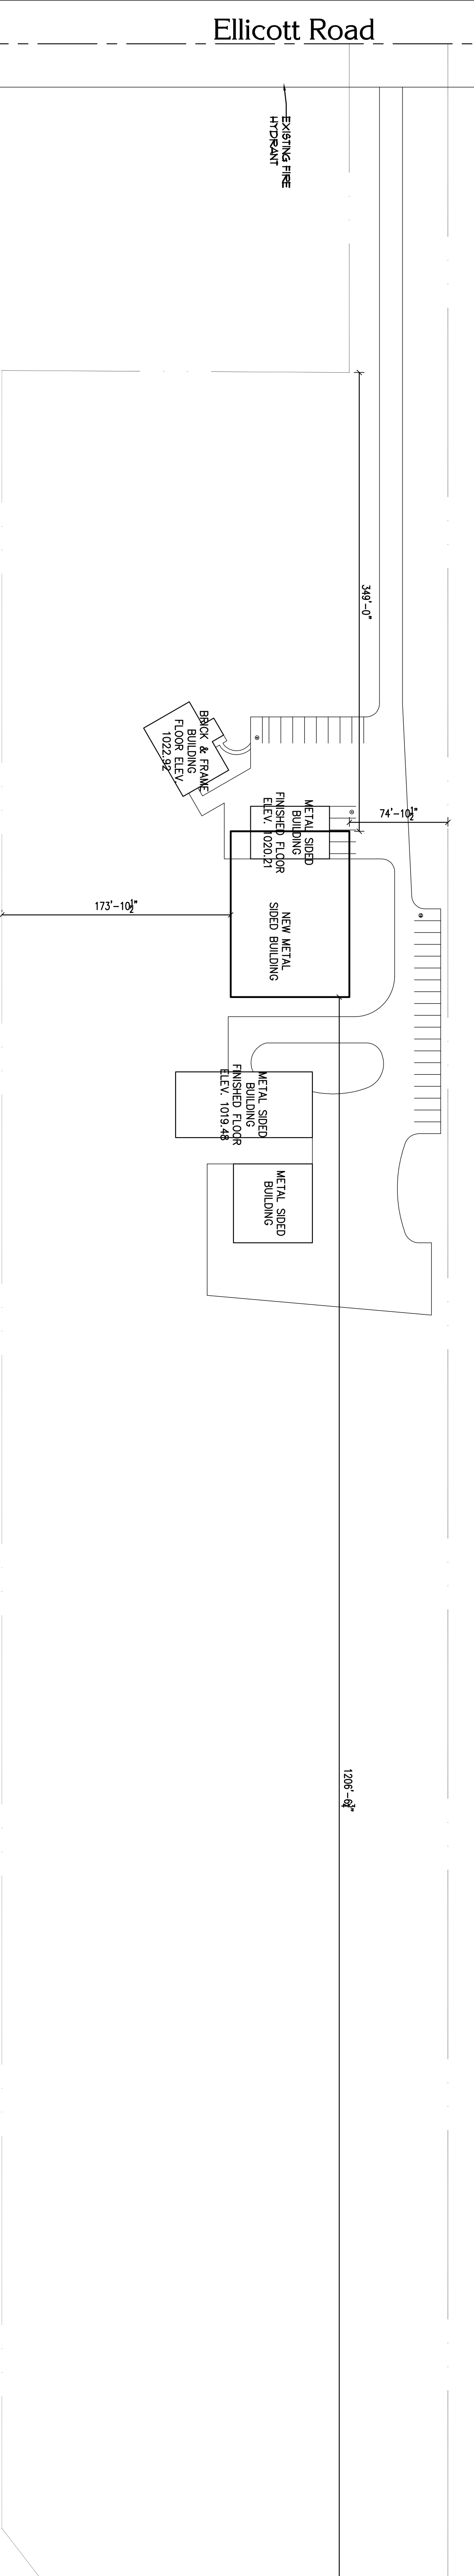 Ellicott Road
EXISTING FIRE
HYDRANT
349'-0"
BRICK & FRAME
BUILDING
FLOOR ELEV.
1022.92
METAL SIDED
BUILDING
FINISHED FLOOR
ELEV. 1020.21
74'-10½"
173'-10½"
NEW METAL
SIDED BUILDING
METAL SIDED
BUILDING
FINISHED FLOOR
ELEV. 1019.48
METAL SIDED
BUILDING
1206'-6¾"